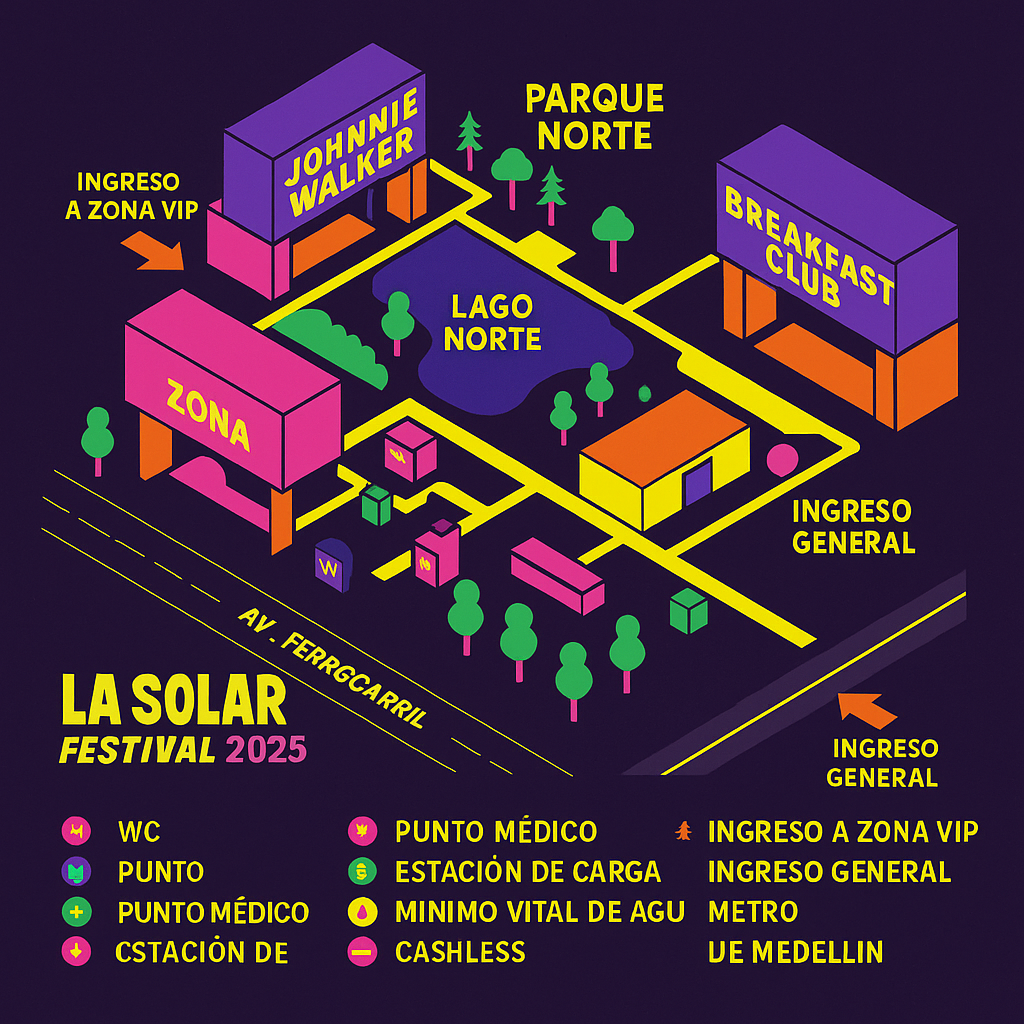 PARQUE
NORTE
JOHNNIE
WALKER
INGRESO
A ZONA VIP
BREAKFAST
CLUB
LAGO
NORTE
ZONA
INGRESO
GENERAL
W
AV. FERRGCARRIL
LA SOLAR
FESTIVAL 2025
INGRESO
GENERAL
WC
PUNTO
PUNTO MÉDICO
CSTACIÓN DE
PUNTO MÉDICO
ESTACIÓN DE CARGA
MINIMO VITAL DE AGU
CASHLESS
INGRESO A ZONA VIP
INGRESO GENERAL
METRO
UE MEDELLIN